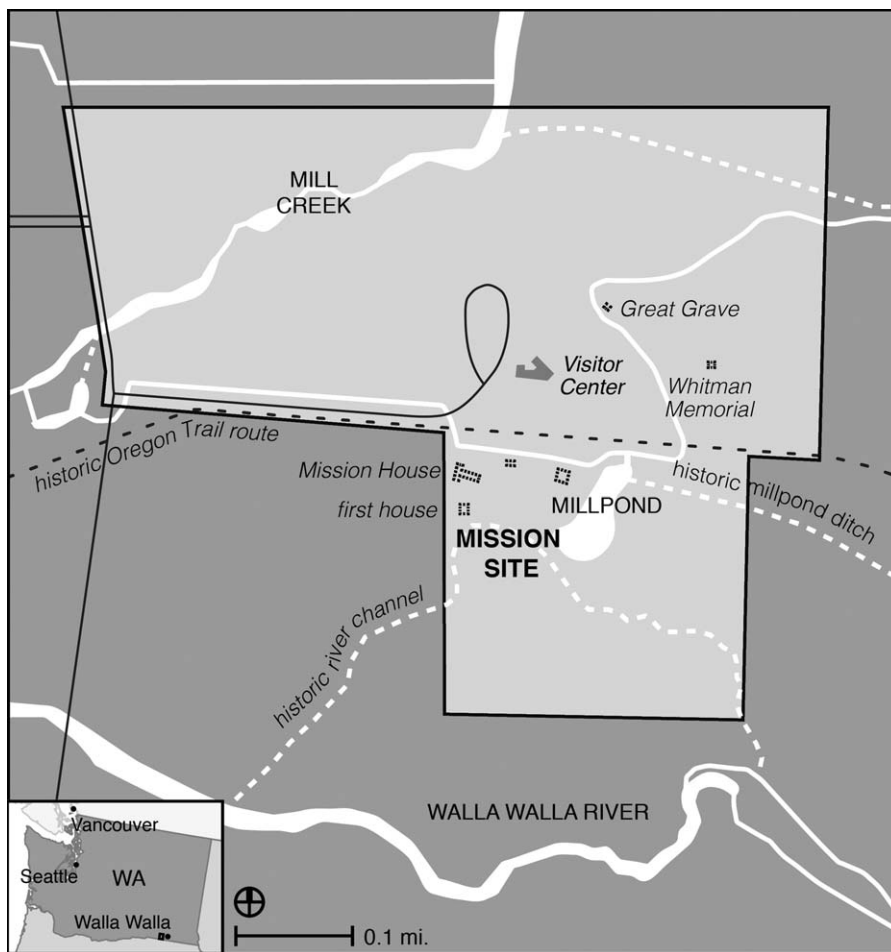 MILL
CREEK
Great Grave
Visitor
Center
Whitman
Memorial
historic Oregon Trail route
Mission House
historic millpond ditch
first house
MILLPOND
MISSION
SITE
historic river channel
WALLA WALLA RIVER
Vancouver
Seattle
WA
Walla Walla
0.1 mi.